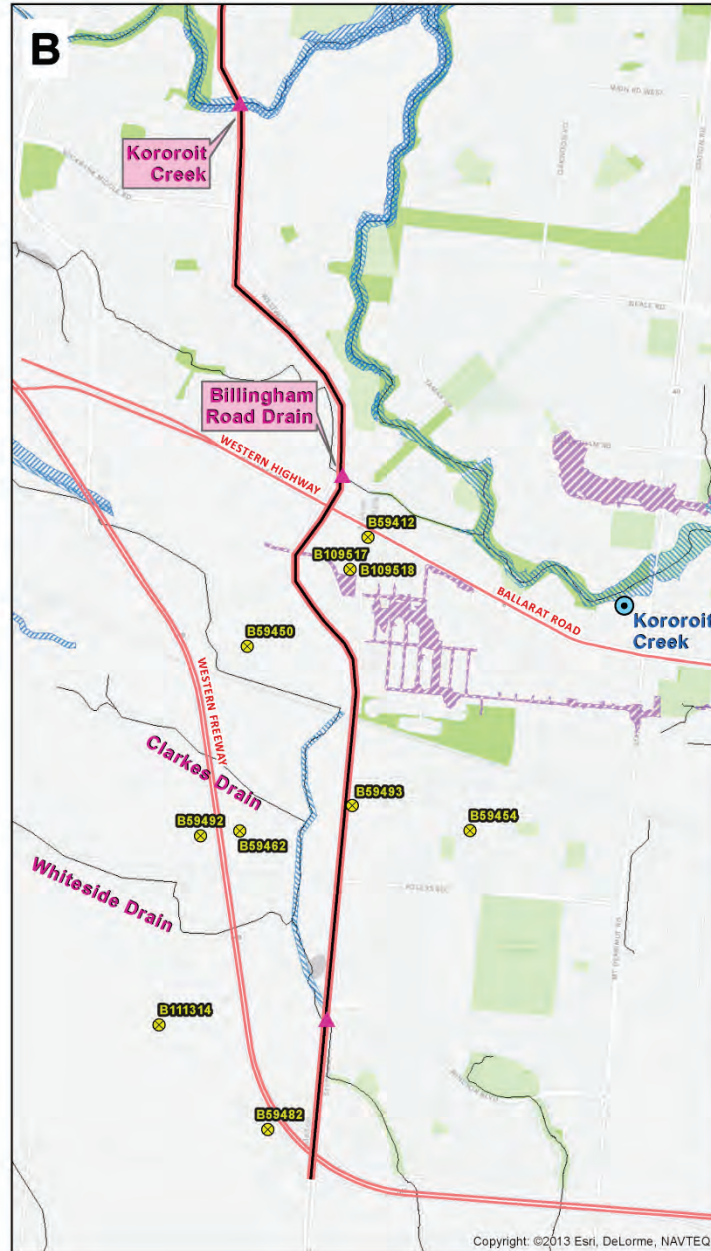 B
Kororoit
Creek
Billingham
Road Drain
WESTERN HIGHWAY
B59412
B109517
B109518
BALLARAT ROAD
Kororoit
Creek
B59450
WESTERN FREEWAY
Clarkes Drain
B59493
B59492
B59462
B59454
Whiteside Drain
B111314
B59482
Copyright: ©2013 Esri, DeLorme, NAVTEQ